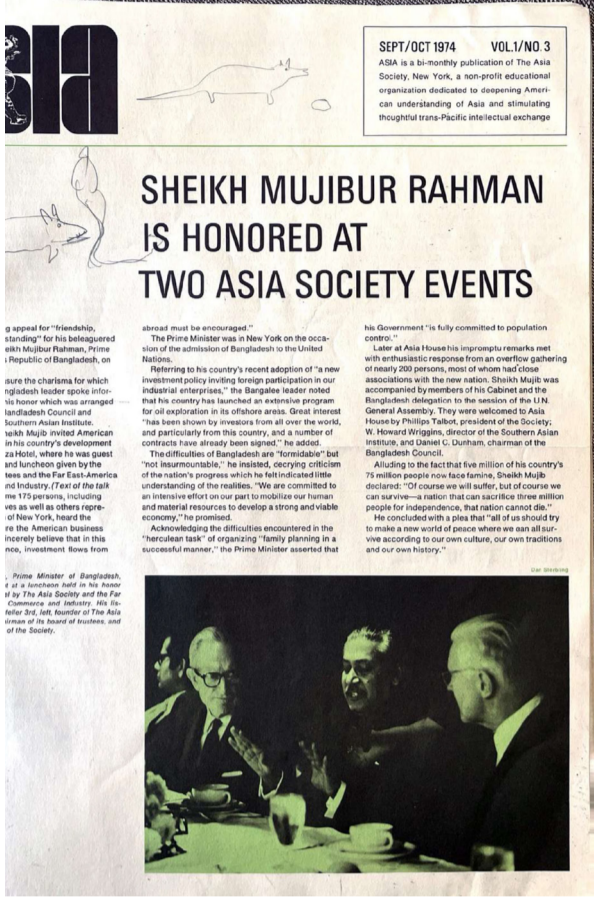 SIA
SEPT/OCT 1974 VOL.1/NO.3
ASIA is a bi-monthly publication of The Asia
Society, New York, a non-profit educational
organization dedicated to deepening Ameri-
can understanding of Asia and stimulating
thoughtful trans-Pacific intellectual exchange
SHEIKH MUJIBUR RAHMAN
IS HONORED AT
TWO ASIA SOCIETY EVENTS
g appeal for "friendship,
standing" for his beleaguered
eikh Mujibur Rahman, Prime
Republic of Bangladesh, on
sure the charisma for which
ngladesh leader spoke infor-
his honor which was arranged
langladesh Council and
Southern Asian Institute.
eikh Mujib invited American
in his country's development
za Hotel, where he was guest
and luncheon given by the
tees and the Far East-America
nd Industry. (Text of the talk
me 175 persons, including
ves as well as others repre-
of New York, heard the
re the American business
incerely believe that in this
nce, investment flows from
abroad must be encouraged."
The Prime Minister was in New York on the occa-
sion of the admission of Bangladesh to the United
Nations.
Referring to his country's recent adoption of "a new
investment policy inviting foreign participation in our
industrial enterprises," the Bangalee leader noted
that his country has launched an extensive program
for oil exploration in its offshore areas. Great interest
"has been shown by investors from all over the world,
and particularly from this country, and a number of
contracts have already been signed," he added.
The difficulties of Bangladesh are "formidable" but
"not insurmountable," he insisted, decrying criticism
of the nation's progress which he felt indicated little
understanding of the realities. "We are committed to
an intensive effort on our part to mobilize our human
and material resources to develop a strong and viable
economy," he promised.
Acknowledging the difficulties encountered in the
"herculean task" of organizing "family planning in a
successful manner," the Prime Minister asserted that
his Government "is fully committed to population
control."
Later at Asia House his impromptu remarks met
with enthusiastic response from an overflow gathering
of nearly 200 persons, most of whom had close
associations with the new nation. Sheikh Mujib was
accompanied by members of his Cabinet and the
Bangladesh delegation to the session of the U.N.
General Assembly. They were welcomed to Asia
House by Phillips Talbot, president of the Society;
W. Howard Wriggins, director of the Southern Asian
Institute, and Daniel C. Dunham, chairman of the
Bangladesh Council.
Alluding to the fact that five million of his country's
75 million people now face famine, Sheikh Mujib
declared: "Of course we will suffer, but of course we
can survive—a nation that can sacrifice three million
people for independence, that nation cannot die."
He concluded with a plea that "all of us should try
to make a new world of peace where we can all sur-
vive according to our own culture, our own traditions
and our own history."
, Prime Minister of Bangladesh,
d at a luncheon held in his honor
el by The Asia Society and the Far
Commerce and Industry. His lis-
feller 3rd, left, founder of The Asia
irman of its board of trustees, and
of the Society.